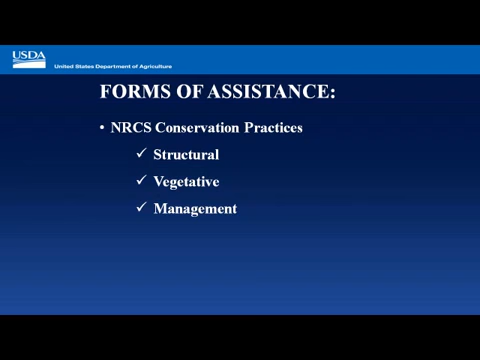 USDA
United States Department of Agriculture
FORMS OF ASSISTANCE:
• NRCS Conservation Practices
✓ Structural
✓ Vegetative
✓ Management